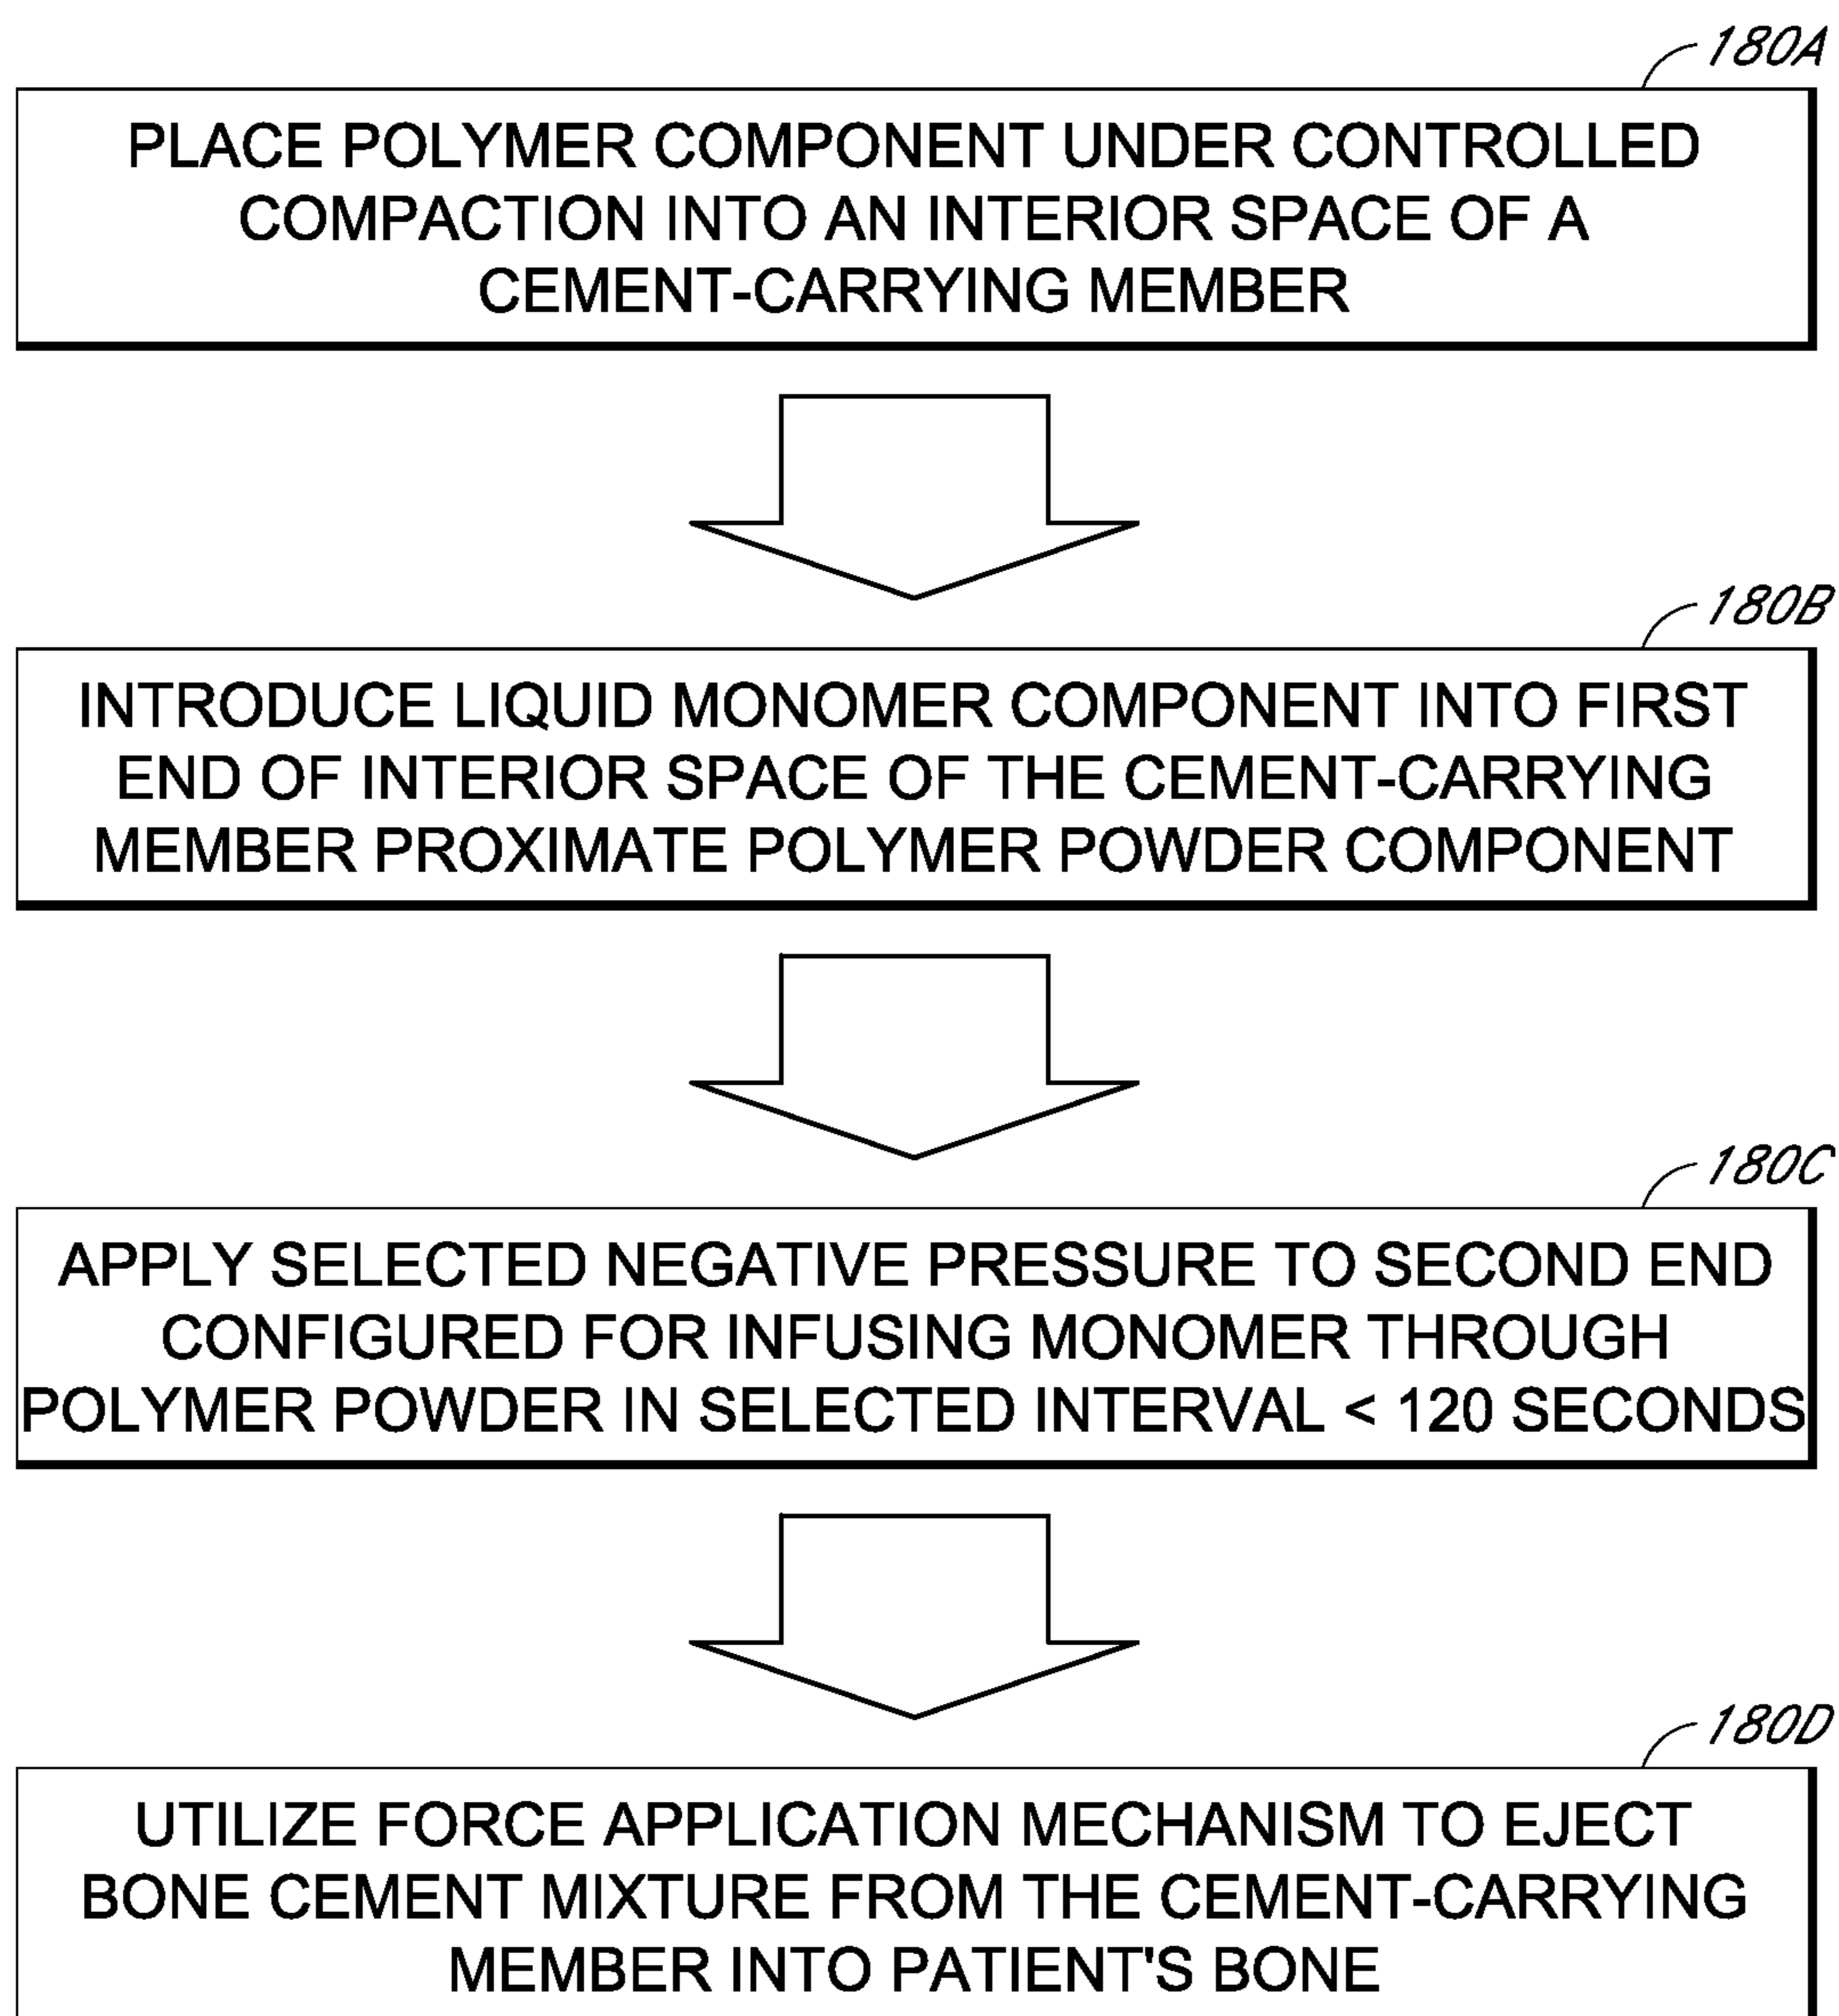 180A
PLACE POLYMER COMPONENT UNDER CONTROLLED
COMPACTION INTO AN INTERIOR SPACE OF A
CEMENT-CARRYING MEMBER
180B
INTRODUCE LIQUID MONOMER COMPONENT INTO FIRST
END OF INTERIOR SPACE OF THE CEMENT-CARRYING
MEMBER PROXIMATE POLYMER POWDER COMPONENT
180C
APPLY SELECTED NEGATIVE PRESSURE TO SECOND END
CONFIGURED FOR INFUSING MONOMER THROUGH
POLYMER POWDER IN SELECTED INTERVAL < 120 SECONDS
180D
UTILIZE FORCE APPLICATION MECHANISM TO EJECT
BONE CEMENT MIXTURE FROM THE CEMENT-CARRYING
MEMBER INTO PATIENT'S BONE